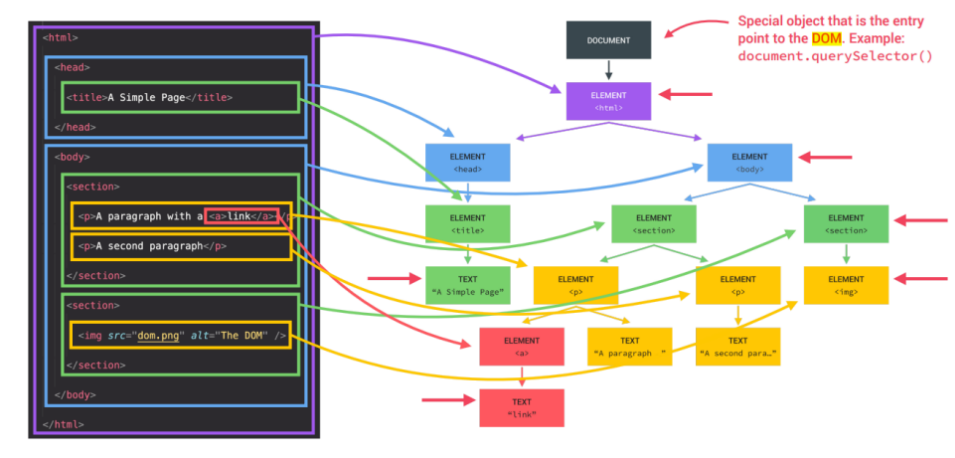 <html>
<head>
<title>A Simple Page</title>
</head>
<body>
<section>
<p>A paragraph with a <a>link</a></p>
<p>A second paragraph</p>
</section>
<section>
<img src="dom.png" alt="The DOM" />
</section>
</body>
</html>
DOCUMENT
Special object that is the entry
point to the DOM. Example:
document.querySelector()
ELEMENT
<html>
ELEMENT
<head>
ELEMENT
<body>
ELEMENT
<title>
ELEMENT
<section>
ELEMENT
<section>
TEXT
"A Simple Page"
ELEMENT
<p>
ELEMENT
<p>
ELEMENT
<img>
ELEMENT
<a>
TEXT
"A paragraph "
TEXT
"A second para…"
TEXT
"link"